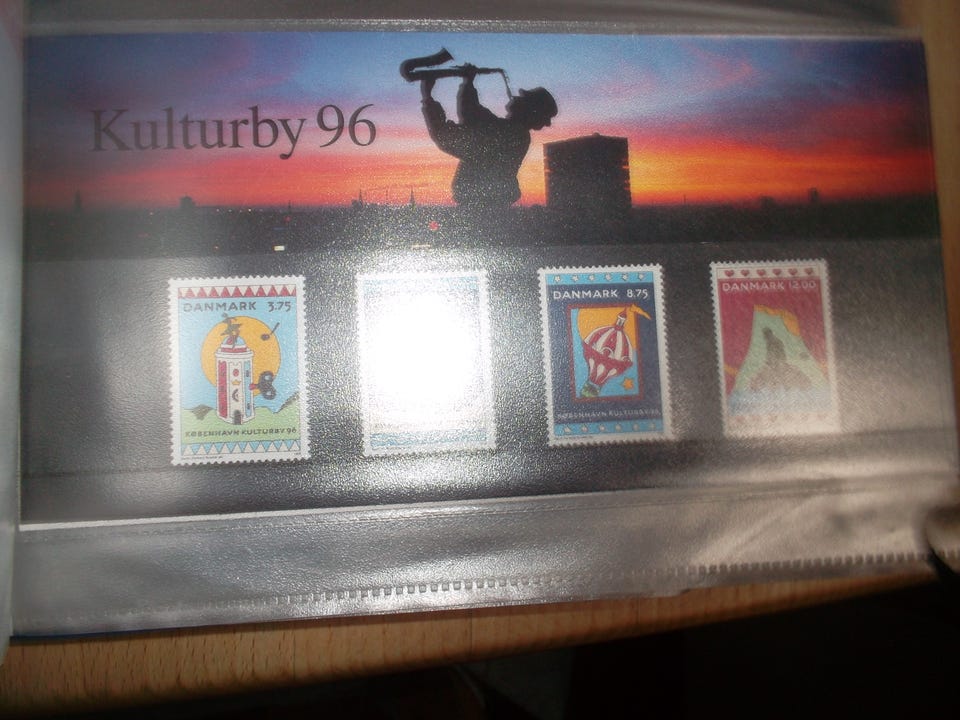 Kulturby 96
DANMARK 3.75
KØBENHAVN KULTURBY 96
DANMARK 8.75
KØBENHAVN KULTURBY 96
DANMARK 12.00